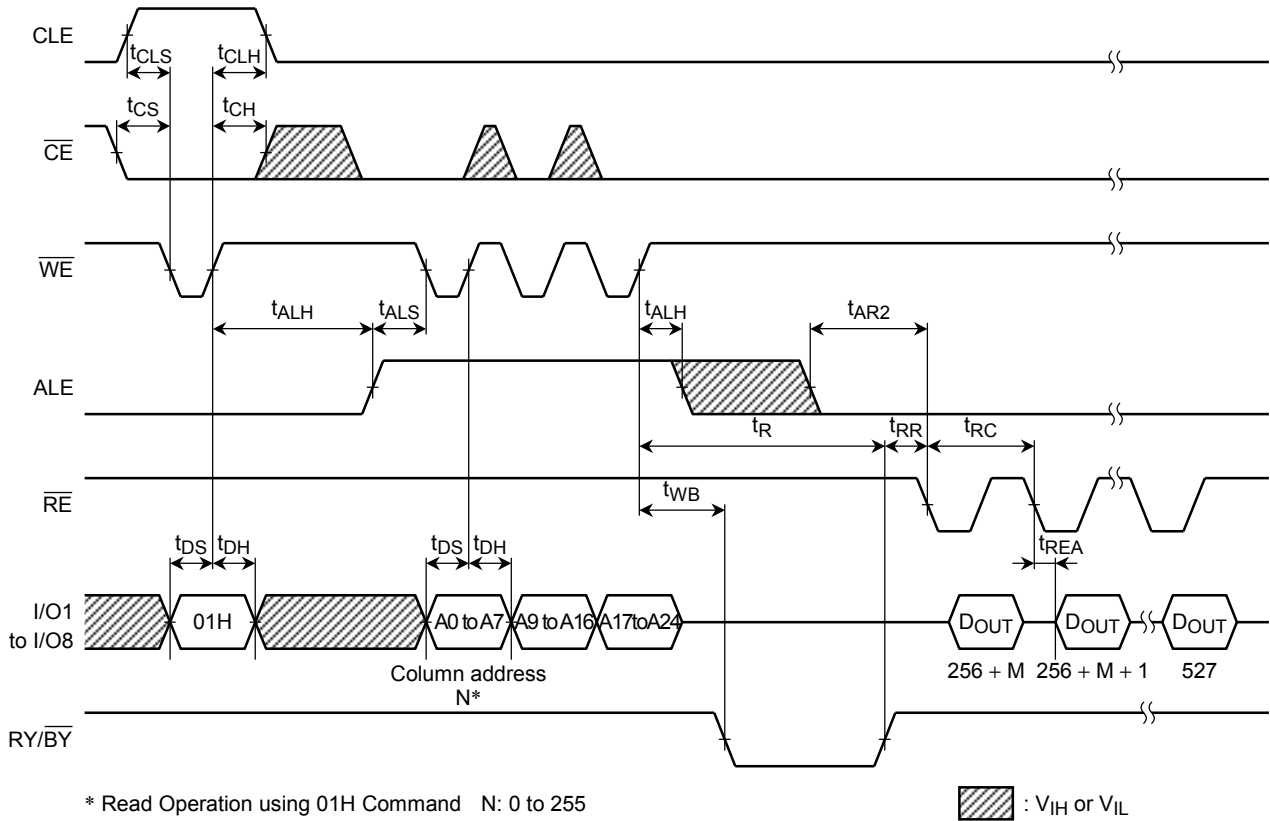 CLE
tCLS
tCLH
tCS
tCH
CE
WE
tALH
tALS
tALH
tAR2
ALE
tR
tRR
tRC
RE
tWB
tDS
tDH
tDS
tDH
tREA
I/O1
to I/O8
01H
A0 to A7
A9 to A16
A17 to A24
DOUT
DOUT
DOUT
Column address
N*
256 + M
256 + M + 1
527
RY/BY
* Read Operation using 01H Command N: 0 to 255
: VIH or VIL